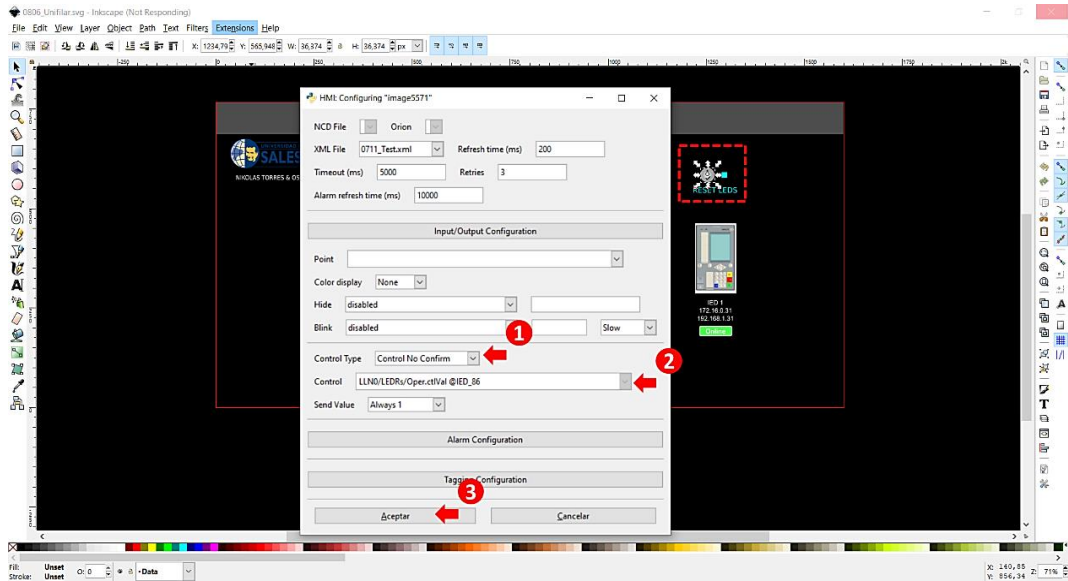 0806_Unifilar.svg - Inkscape (Not Responding)
File Edit View Layer Object Path Text Filters Extensions Help
X: 1234,79 Y: 565,948 W: 36,374 H: 36,374 px
HMI: Configuring "image5571"
NCD File Orion
XML File 0711_Test.xml Refresh time (ms) 200
Timeout (ms) 5000 Retries 3
Alarm refresh time (ms) 10000
Input/Output Configuration
Point
Color display None
Hide disabled
Blink disabled Slow
1
Control Type Control No Confirm
2
Control LLN0/LEDRs/Oper.ctlVal @IED_86
Send Value Always 1
Alarm Configuration
Tagging Configuration
3
Aceptar Cancelar
UNIVERSIDAD
SALES
NIKOLAS TORRES & OS
RESET LEDS
IED 1
172.16.0.31
192.168.1.31
Online
Fill: Unset
Stroke: Unset
O: 0
Data
X: 140,85
Y: 856,34
Z: 71%